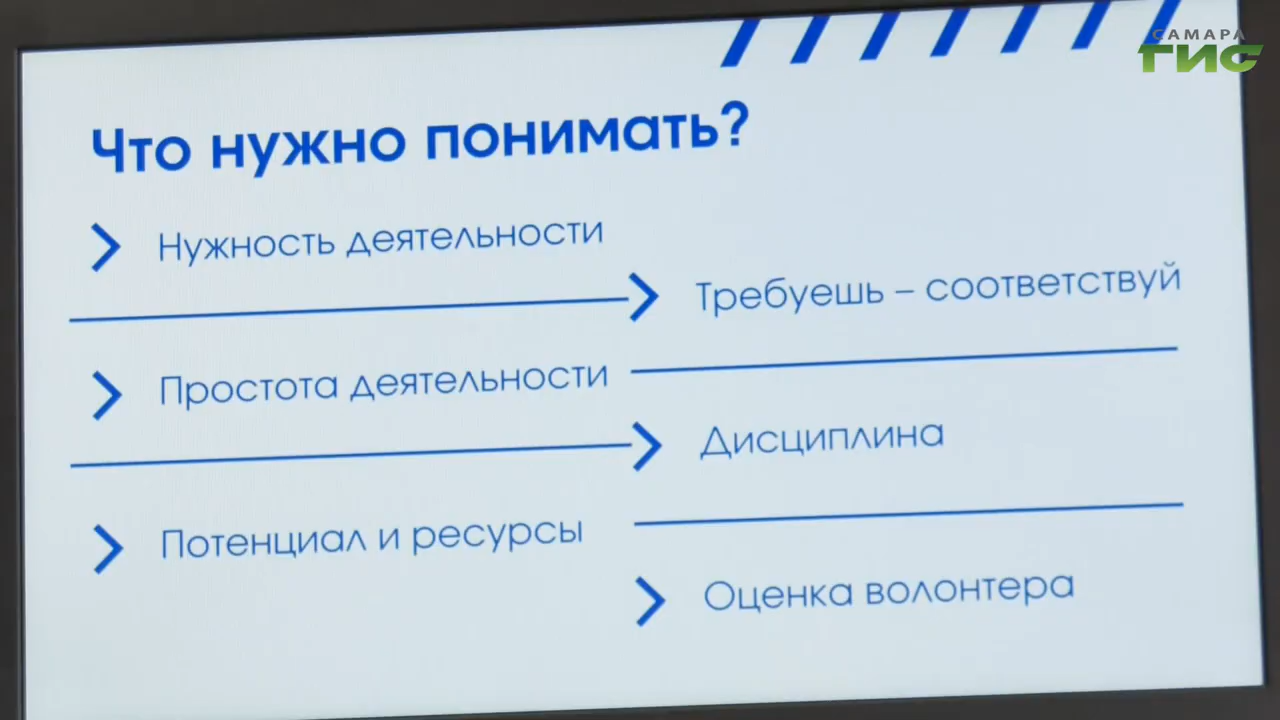 САМАРА
ГИС
Что нужно понимать?
Нужность деятельности
Простота деятельности
Потенциал и ресурсы
Требуешь – соответствуй
Дисциплина
Оценка волонтера